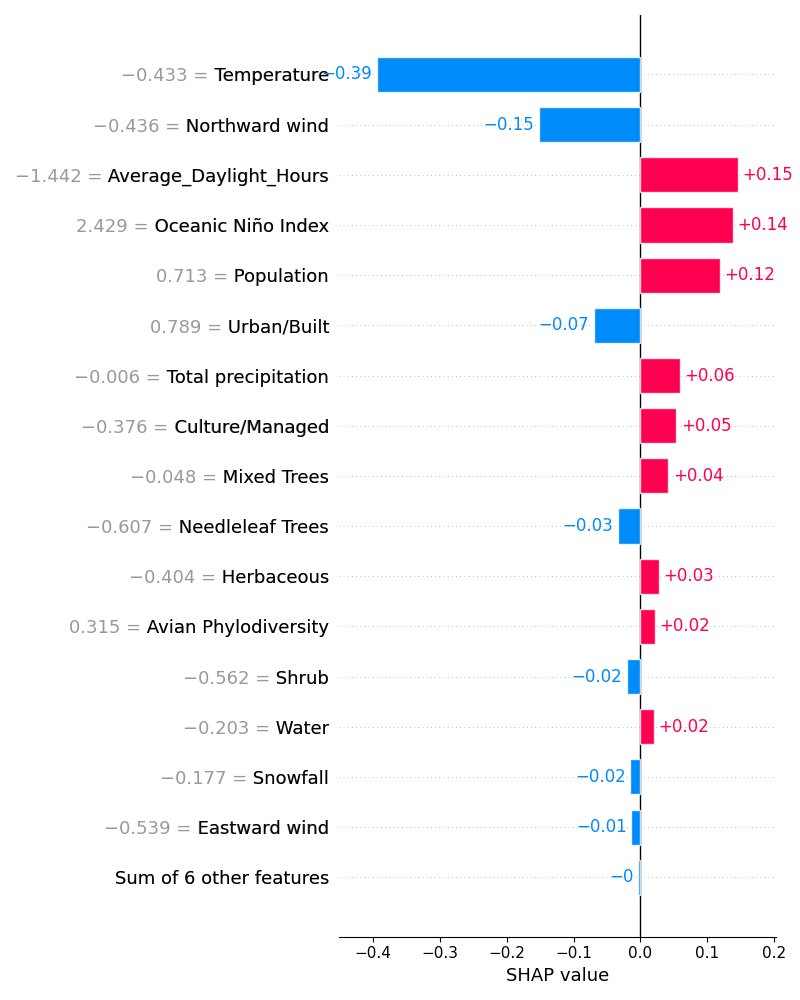 −0.433 = Temperature −0.39
−0.436 = Northward wind −0.15
−1.442 = Average_Daylight_Hours +0.15
2.429 = Oceanic Niño Index +0.14
0.713 = Population +0.12
0.789 = Urban/Built −0.07
−0.006 = Total precipitation +0.06
−0.376 = Culture/Managed +0.05
−0.048 = Mixed Trees +0.04
−0.607 = Needleleaf Trees −0.03
−0.404 = Herbaceous +0.03
0.315 = Avian Phylodiversity +0.02
−0.562 = Shrub −0.02
−0.203 = Water +0.02
−0.177 = Snowfall −0.02
−0.539 = Eastward wind −0.01
Sum of 6 other features −0
−0.4 −0.3 −0.2 −0.1 0.0 0.1 0.2
SHAP value